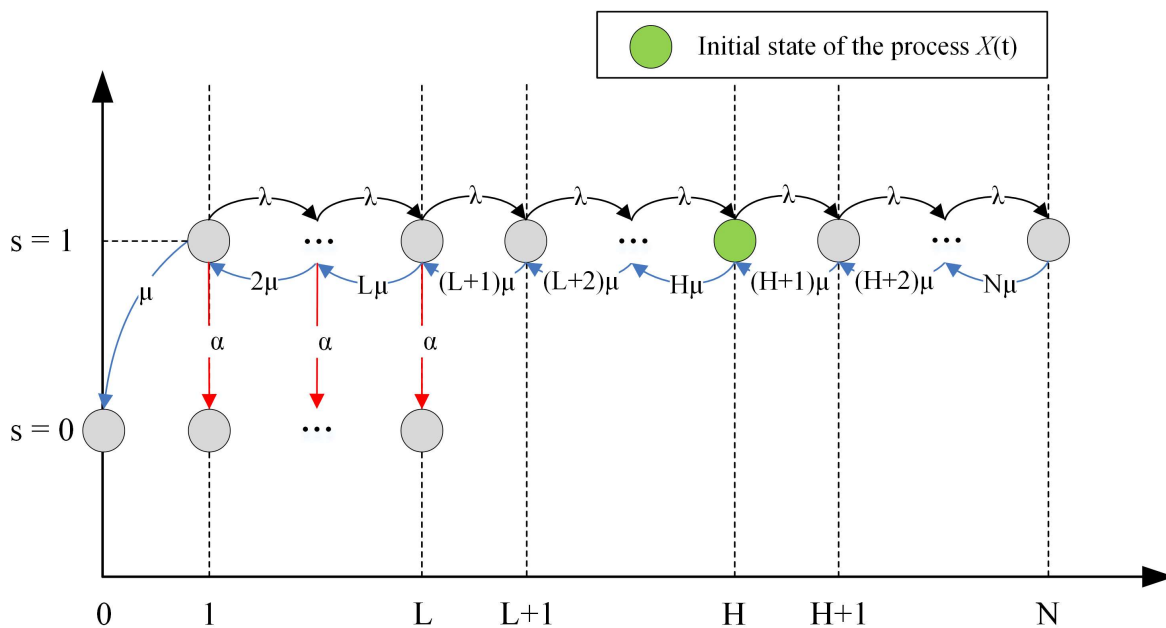 Initial state of the process X(t)
λ λ λ λ λ λ λ λ
s = 1
... ... ...
2μ Lμ (L+1)μ (L+2)μ Hμ (H+1)μ (H+2)μ Nμ
μ
α α α
s = 0
...
0 1 L L+1 H H+1 N